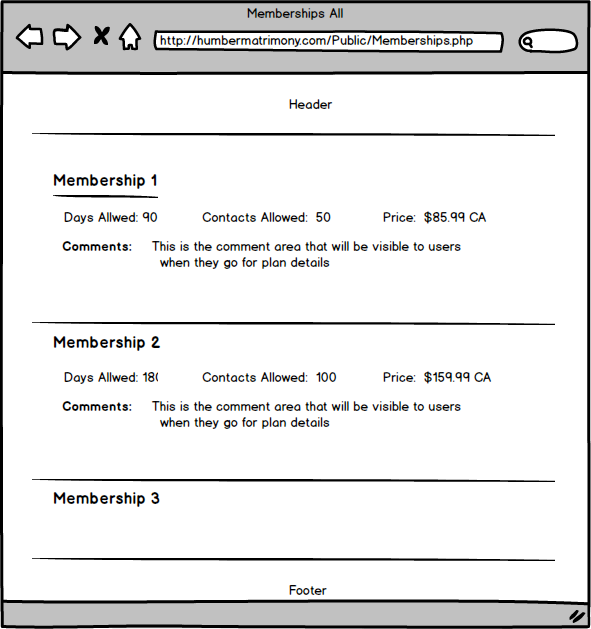 Memberships All
http://humbermatrimony.com/Public/Memberships.php
Header
Membership 1
Days Allwed: 90 Contacts Allowed: 50 Price: $85.99 CA
Comments: This is the comment area that will be visible to users
when they go for plan details
Membership 2
Days Allwed: 180 Contacts Allowed: 100 Price: $159.99 CA
Comments: This is the comment area that will be visible to users
when they go for plan details
Membership 3
Footer